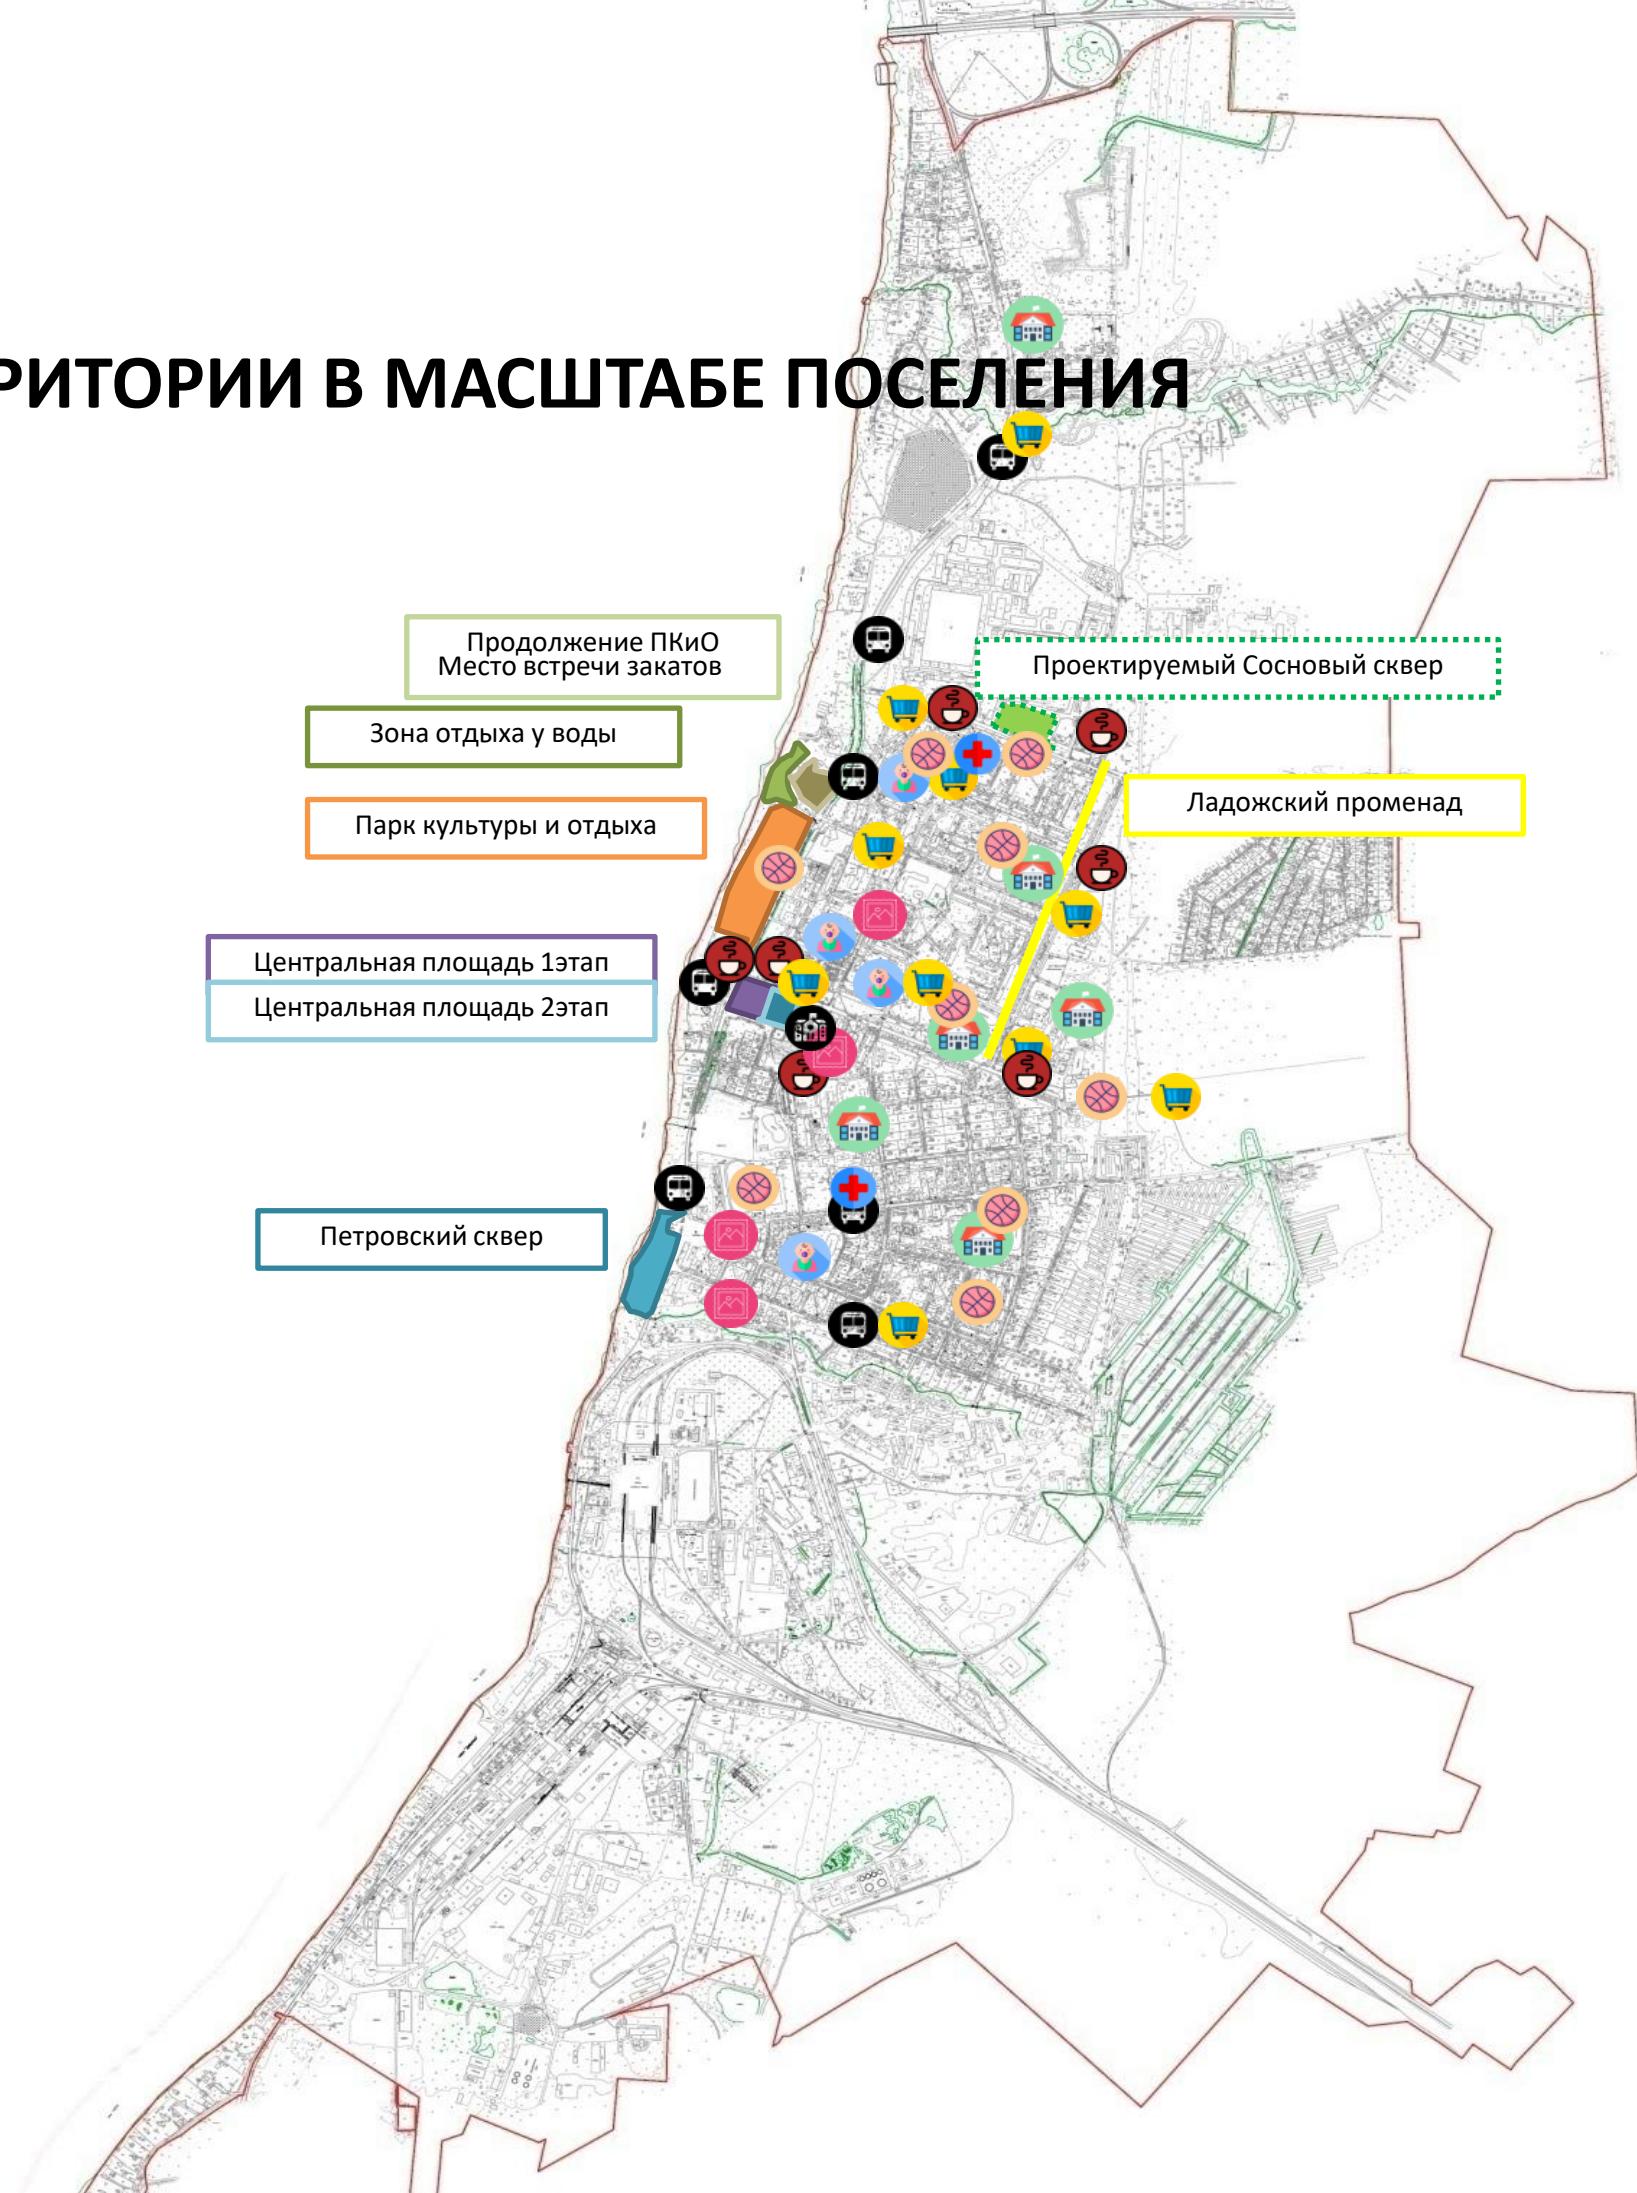 РИТОРИИ В МАСШТАБЕ ПОСЕЛЕНИЯ
Продолжение ПКиО
Место встречи закатов
Проектируемый Сосновый сквер
Зона отдыха у воды
Ладожский променад
Парк культуры и отдыха
Центральная площадь 1этап
Центральная площадь 2этап
Петровский сквер